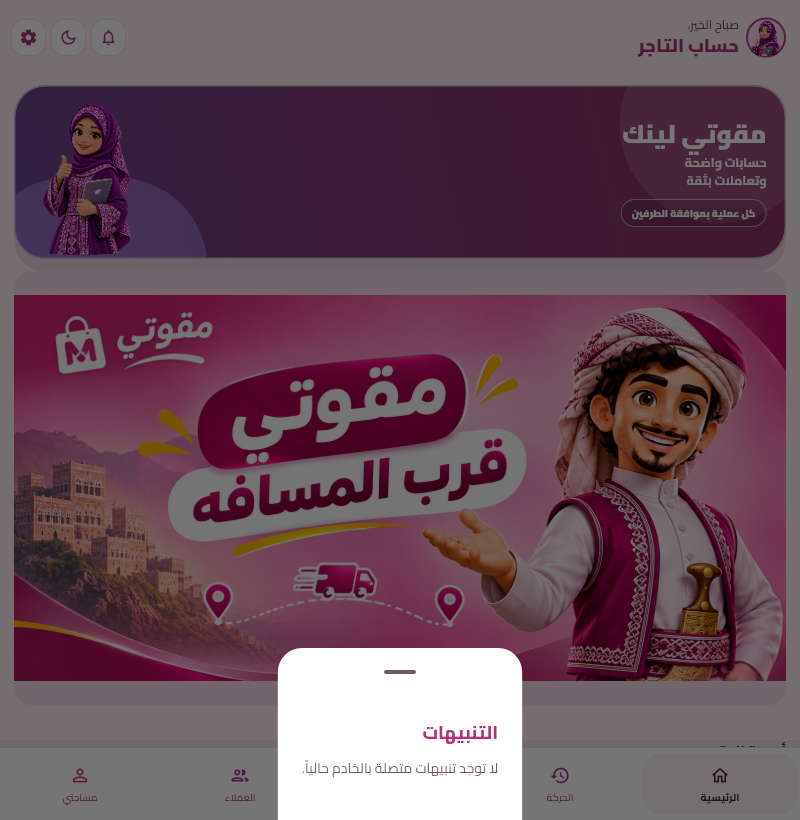 صباح الخير،
حساب التاجر
مقوتي لينك
حسابات واضحة
وتعاملات بثقة
كل عملية بموافقة الطرفين
مقوتي
مقوتي
قرب المسافه
التنبيهات
لا توجد تنبيهات متصلة بالخادم حالياً.
الرئيسية
الحركة
العملاء
مساحتي